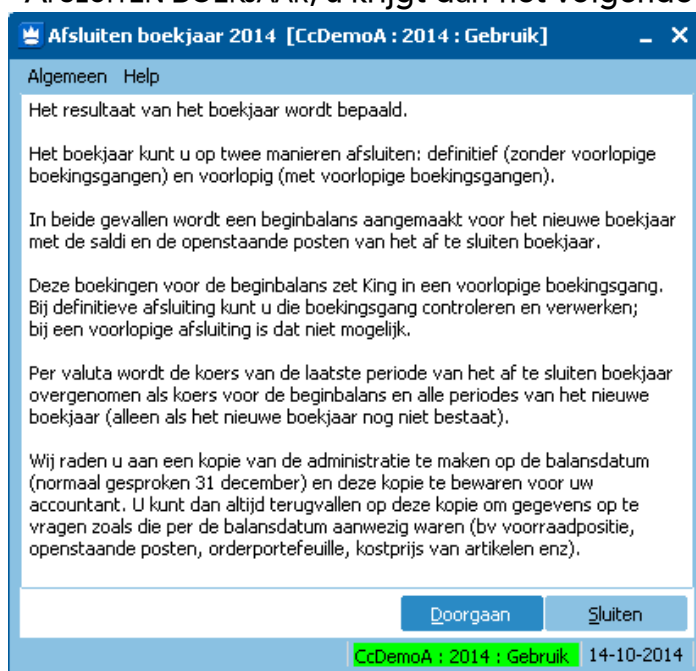 AFSLUITEN BOEKJAAR, u krijgt dan het volgende
Afsluiten boekjaar 2014 [CcDemoA : 2014 : Gebruik]
Algemeen Help
Het resultaat van het boekjaar wordt bepaald.
Het boekjaar kunt u op twee manieren afsluiten: definitief (zonder voorlopige
boekingsgangen) en voorlopig (met voorlopige boekingsgangen).
In beide gevallen wordt een beginbalans aangemaakt voor het nieuwe boekjaar
met de saldi en de openstaande posten van het af te sluiten boekjaar.
Deze boekingen voor de beginbalans zet King in een voorlopige boekingsgang.
Bij definitieve afsluiting kunt u die boekingsgang controleren en verwerken;
bij een voorlopige afsluiting is dat niet mogelijk.
Per valuta wordt de koers van de laatste periode van het af te sluiten boekjaar
overgenomen als koers voor de beginbalans en alle periodes van het nieuwe
boekjaar (alleen als het nieuwe boekjaar nog niet bestaat).
Wij raden u aan een kopie van de administratie te maken op de balansdatum
(normaal gesproken 31 december) en deze kopie te bewaren voor uw
accountant. U kunt dan altijd terugvallen op deze kopie om gegevens op te
vragen zoals die per de balansdatum aanwezig waren (bv voorraadpositie,
openstaande posten, orderportefeuille, kostprijs van artikelen enz).
Doorgaan Sluiten
CcDemoA : 2014 : Gebruik 14-10-2014